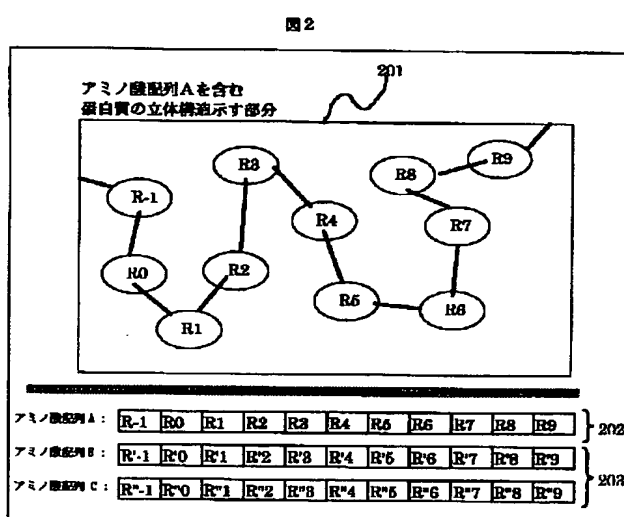 図2
201
アミノ酸配列Aを含む
蛋白質の立体構造示す部分
R-1
R0
R1
R2
R3
R4
R5
R6
R7
R8
R9
アミノ酸配列A: R-1 R0 R1 R2 R3 R4 R5 R6 R7 R8 R9 202
アミノ酸配列B: R'-1 R'0 R'1 R'2 R'3 R'4 R'5 R'6 R'7 R'8 R'9
203
アミノ酸配列C: R"-1 R"0 R"1 R"2 R"3 R"4 R"5 R"6 R"7 R"8 R"9